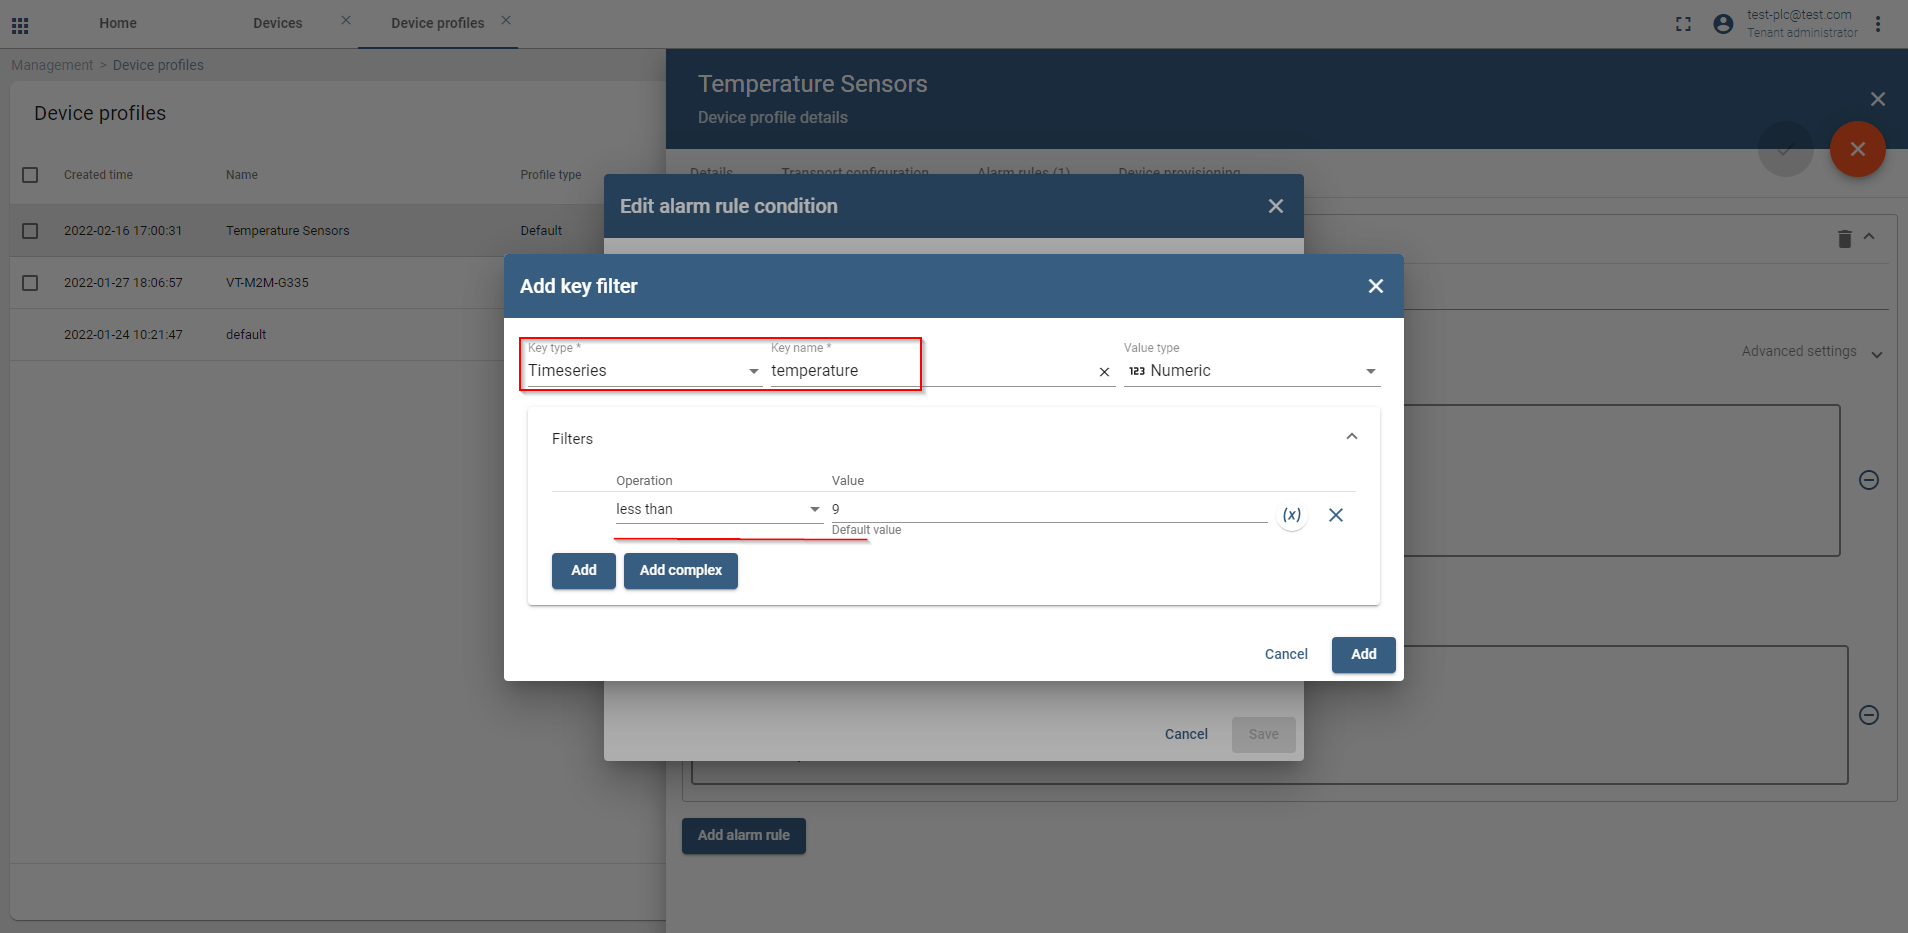 Home
Devices
Device profiles
test-plc@test.com
Tenant administrator
Management > Device profiles
Device profiles
Created time
Name
Profile type
2022-02-16 17:00:31
Temperature Sensors
Default
2022-01-27 18:06:57
VT-M2M-G335
2022-01-24 10:21:47
default
Temperature Sensors
Device profile details
Details
Transport configuration
Alarm rules (1)
Device provisioning
Advanced settings
Edit alarm rule condition
Add key filter
Key type *
Key name *
Value type
Timeseries
temperature
123 Numeric
Filters
Operation
Value
less than
9
(x)
Default value
Add
Add complex
Cancel
Add
Cancel
Save
Add alarm rule